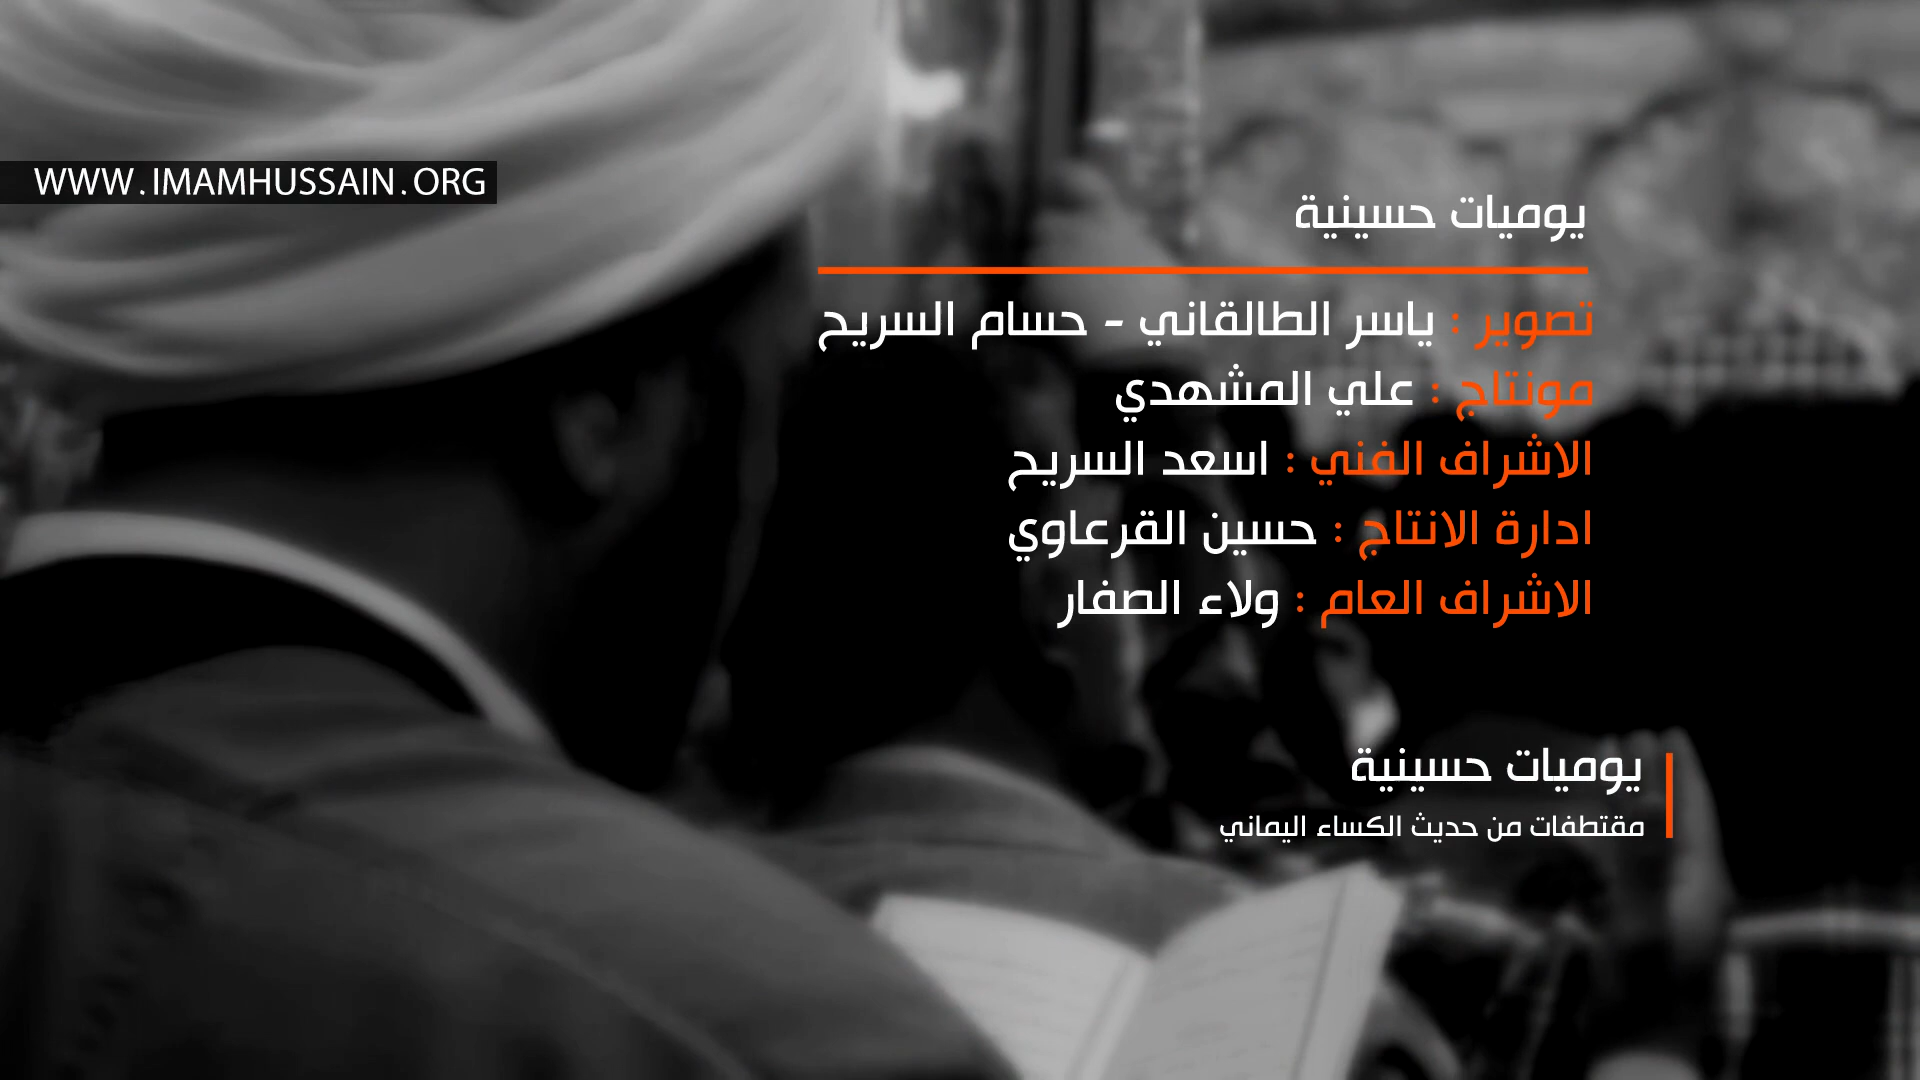 WWW.IMAMHUSSAIN.ORG
يوميات حسينية
تصوير : ياسر الطالقاني - حسام السريح
مونتاج : علي المشهدي
الاشراف الفني : اسعد السريح
ادارة الانتاج : حسين القرعاوي
الاشراف العام : ولاء الصفار
يوميات حسينية
مقتطفات من حديث الكساء اليماني